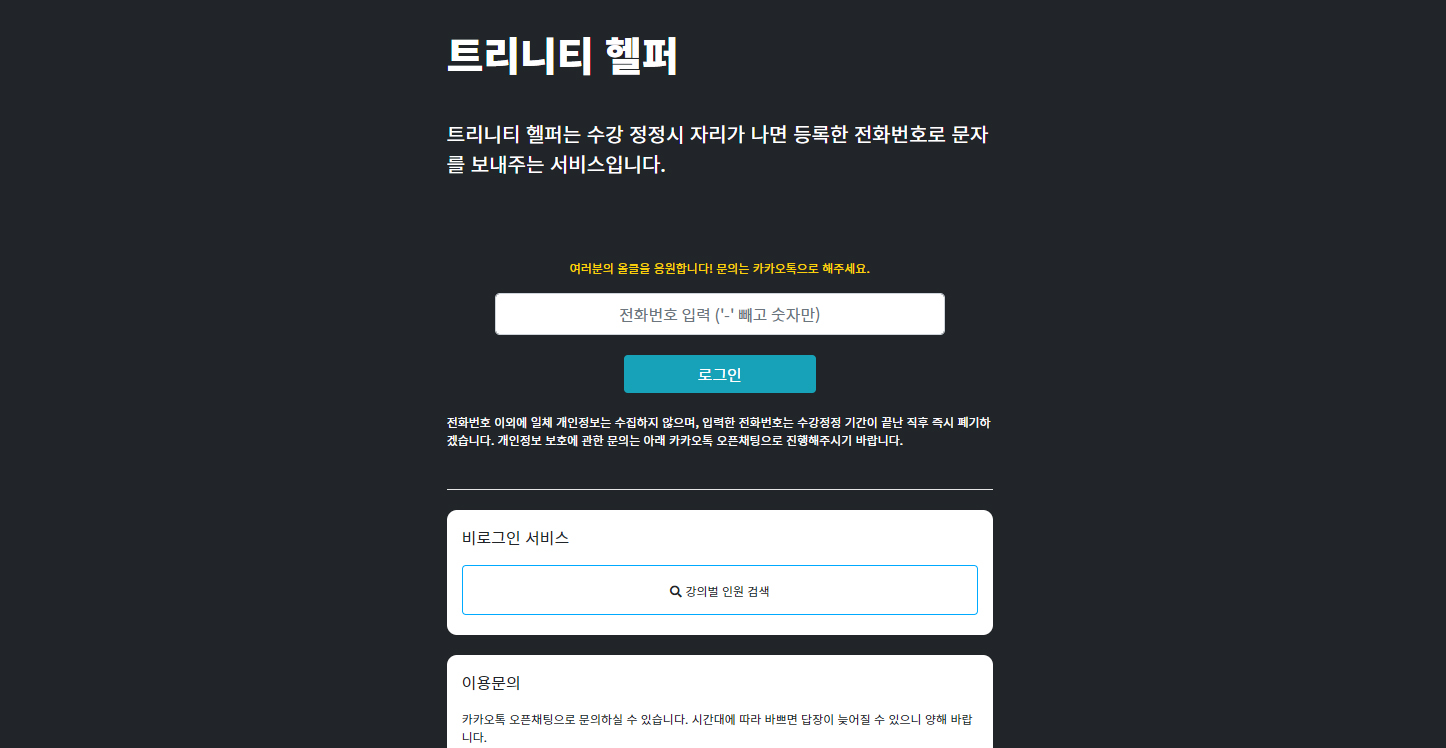 트리니티 헬퍼
트리니티 헬퍼는 수강 정정시 자리가 나면 등록한 전화번호로 문자
를 보내주는 서비스입니다.
여러분의 올클을 응원합니다! 문의는 카카오톡으로 해주세요.
전화번호 입력 ('-' 빼고 숫자만)
로그인
전화번호 이외에 일체 개인정보는 수집하지 않으며, 입력한 전화번호는 수강정정 기간이 끝난 직후 즉시 폐기하
겠습니다. 개인정보 보호에 관한 문의는 아래 카카오톡 오픈채팅으로 진행해주시기 바랍니다.
비로그인 서비스
강의별 인원 검색
이용문의
카카오톡 오픈채팅으로 문의하실 수 있습니다. 시간대에 따라 바쁘면 답장이 늦어질 수 있으니 양해 바랍
니다.